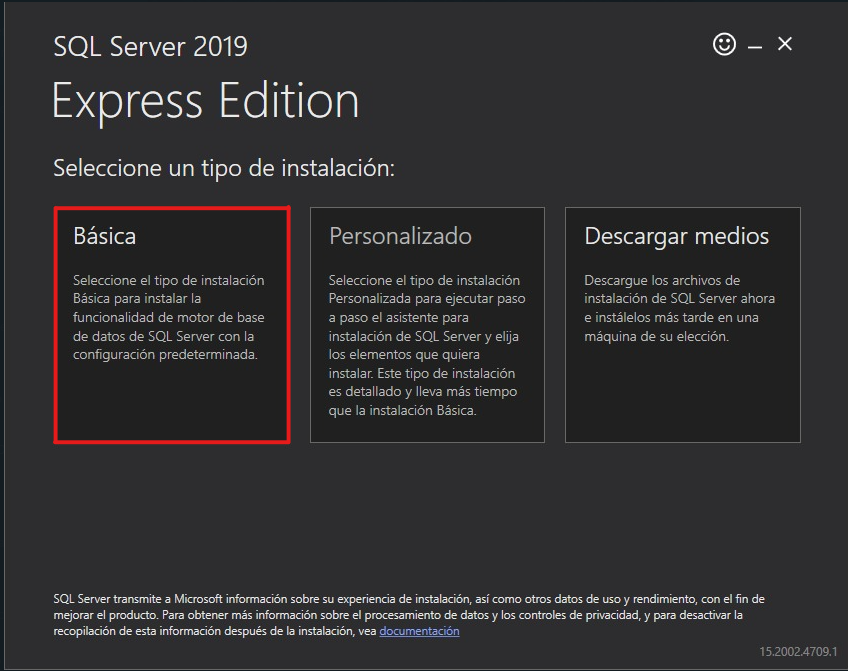 SQL Server 2019
Express Edition
Seleccione un tipo de instalación:
Básica
Seleccione el tipo de instalación
Básica para instalar la
funcionalidad de motor de base
de datos de SQL Server con la
configuración predeterminada.
Personalizado
Seleccione el tipo de instalación
Personalizada para ejecutar paso
a paso el asistente para
instalación de SQL Server y elija
los elementos que quiera
instalar. Este tipo de instalación
es detallado y lleva más tiempo
que la instalación Básica.
Descargar medios
Descargue los archivos de
instalación de SQL Server ahora
e instálelos más tarde en una
máquina de su elección.
SQL Server transmite a Microsoft información sobre su experiencia de instalación, así como otros datos de uso y rendimiento, con el fin de
mejorar el producto. Para obtener más información sobre el procesamiento de datos y los controles de privacidad, y para desactivar la
recopilación de esta información después de la instalación, vea documentación
15.2002.4709.1